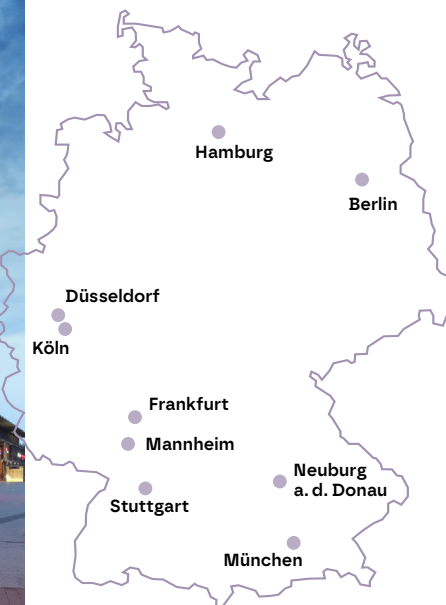 Hamburg
Berlin
Düsseldorf
Köln
Frankfurt
Mannheim
Neuburg
a. d. Donau
Stuttgart
München